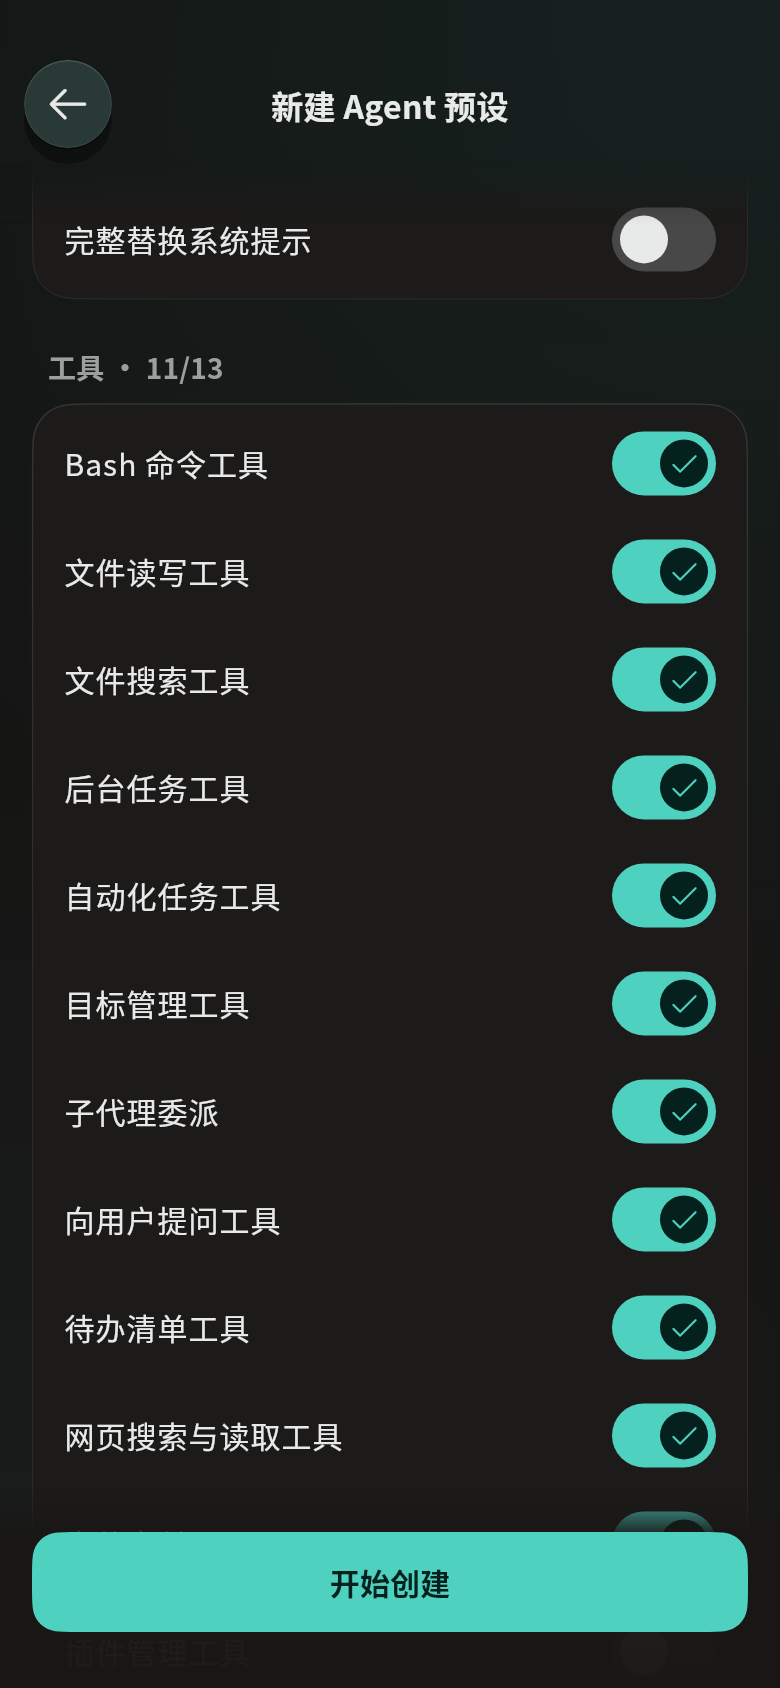 新建 Agent 预设
完整替换系统提示
工具 · 11/13
Bash 命令工具
文件读写工具
文件搜索工具
后台任务工具
自动化任务工具
目标管理工具
子代理委派
向用户提问工具
待办清单工具
网页搜索与读取工具
开始创建
插件管理工具